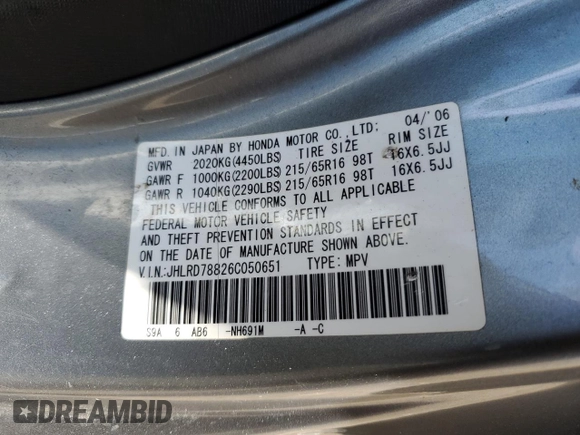 MFD. IN JAPAN BY HONDA MOTOR CO., LTD: 04/'06
GVWR 2020KG(4450LBS) TIRE SIZE RIM SIZE
GAWR F 1000KG(2200LBS) 215/65R16 98T 16X6.5JJ
GAWR R 1040KG(2290LBS) 215/65R16 98T 16X6.5JJ
THIS VEHICLE CONFORMS TO ALL APPLICABLE
FEDERAL MOTOR VEHICLE SAFETY
AND THEFT PREVENTION STANDARDS IN EFFECT
ON THE DATE OF MANUFACTURE SHOWN ABOVE.
V.I.N.:JHLRD78826C050651 TYPE: MPV
S9A 6 AB6 -NH691M -A -C
DREAMBID